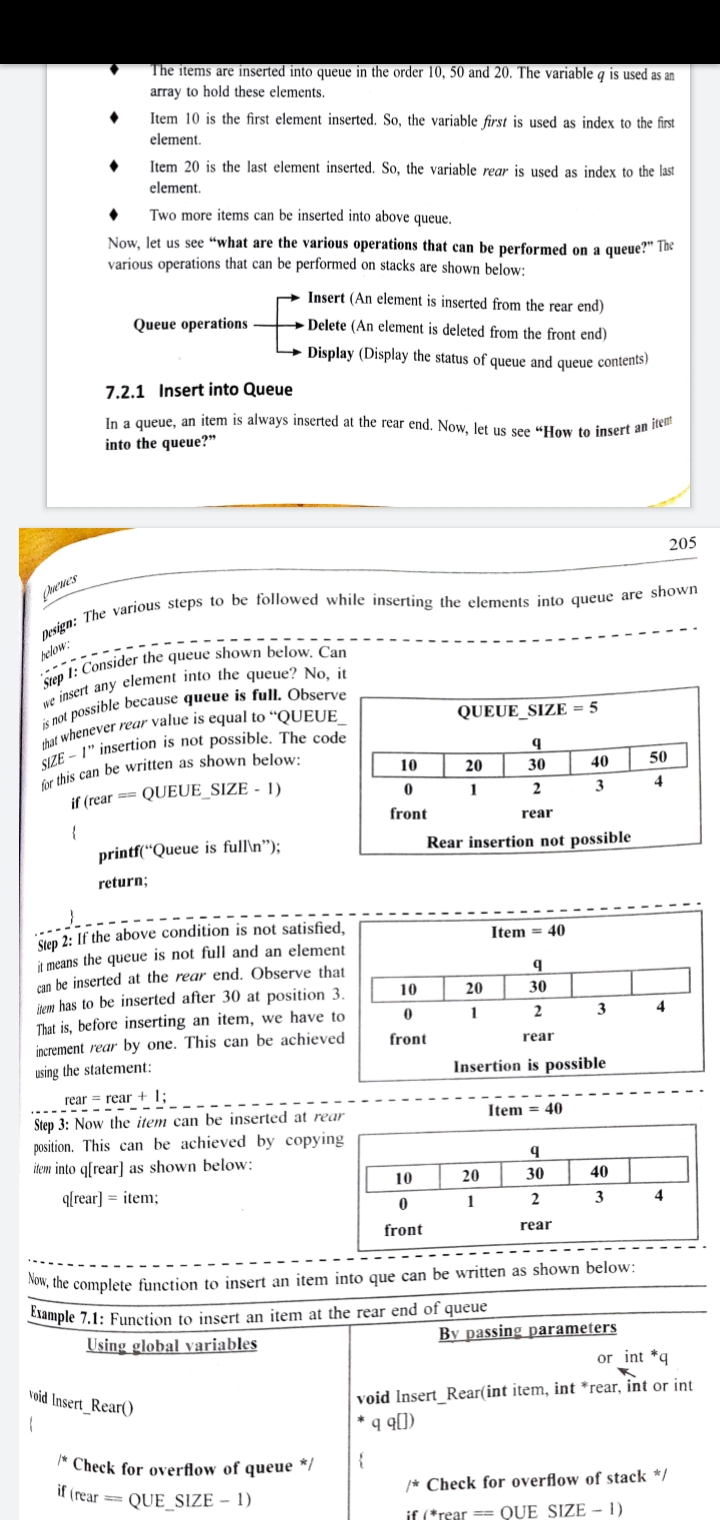 The items are inserted into queue in the order 10, 50 and 20. The variable q is used as an
array to hold these elements.
♦ Item 10 is the first element inserted. So, the variable first is used as index to the first
element.
♦ Item 20 is the last element inserted. So, the variable rear is used as index to the last
element.
♦ Two more items can be inserted into above queue.
Now, let us see “what are the various operations that can be performed on a queue?” The
various operations that can be performed on stacks are shown below:
Insert (An element is inserted from the rear end)
Queue operations
Delete (An element is deleted from the front end)
Display (Display the status of queue and queue contents)
7.2.1 Insert into Queue
In a queue, an item is always inserted at the rear end. Now, let us see “How to insert an item
into the queue?”
205
Queues
Design: The various steps to be followed while inserting the elements into queue are shown
below:
Step 1: Consider the queue shown below. Can
we insert any element into the queue? No, it
is not possible because queue is full. Observe
that whenever rear value is equal to “QUEUE_
SIZE – 1” insertion is not possible. The code
for this can be written as shown below:
if (rear == QUEUE_SIZE - 1)
{
printf(“Queue is full\n”);
return;
}
QUEUE_SIZE = 5
q
10 20 30 40 50
0 1 2 3 4
front rear
Rear insertion not possible
Step 2: If the above condition is not satisfied,
it means the queue is not full and an element
can be inserted at the rear end. Observe that
item has to be inserted after 30 at position 3.
That is, before inserting an item, we have to
increment rear by one. This can be achieved
using the statement:
rear = rear + 1;
Item = 40
q
10 20 30
0 1 2 3 4
front rear
Insertion is possible
Step 3: Now the item can be inserted at rear
position. This can be achieved by copying
item into q[rear] as shown below:
q[rear] = item;
Item = 40
q
10 20 30 40
0 1 2 3 4
front rear
Now, the complete function to insert an item into que can be written as shown below:
Example 7.1: Function to insert an item at the rear end of queue
Using global variables
void Insert_Rear()
{
/* Check for overflow of queue */
if (rear == QUE_SIZE – 1)
By passing parameters
or int *q
void Insert_Rear(int item, int *rear, int or int
* q q[])
{
/* Check for overflow of stack */
if (*rear == QUE_SIZE – 1)